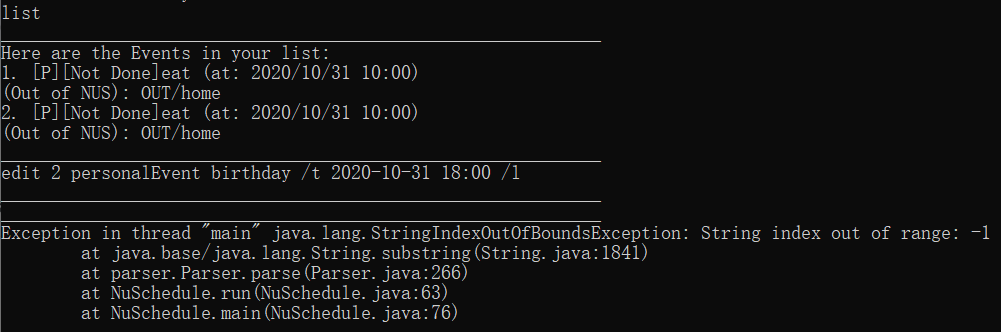 list
Here are the Events in your list:
1. [P][Not Done]eat (at: 2020/10/31 10:00)
(Out of NUS): OUT/home
2. [P][Not Done]eat (at: 2020/10/31 10:00)
(Out of NUS): OUT/home
edit 2 personalEvent birthday /t 2020-10-31 18:00 /l
Exception in thread "main" java.lang.StringIndexOutOfBoundsException: String index out of range: -1
at java.base/java.lang.String.substring(String.java:1841)
at parser.Parser.parse(Parser.java:266)
at NuSchedule.run(NuSchedule.java:63)
at NuSchedule.main(NuSchedule.java:76)